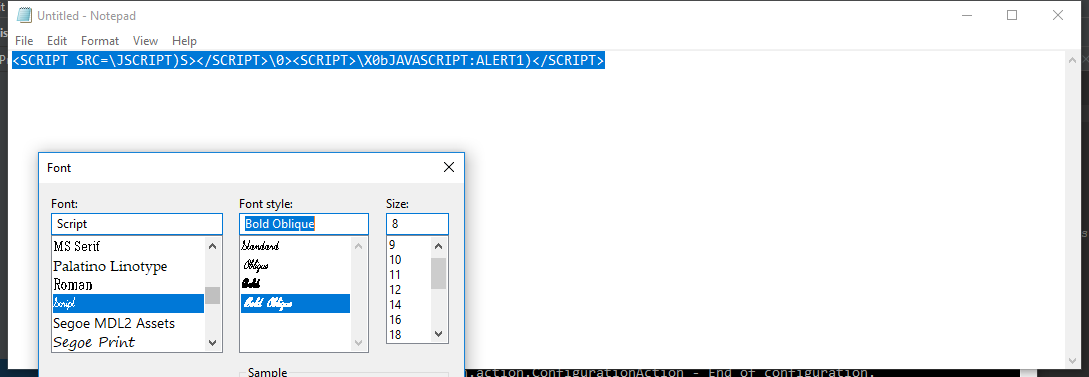 Untitled - Notepad
File Edit Format View Help
<SCRIPT SRC=\JSCRIPT)S></SCRIPT>\0><SCRIPT>\X0bJAVASCRIPT:ALERT1)</SCRIPT>
Font
Font: Font style: Size:
Script Bold Oblique 8
MS Serif
Palatino Linotype
Roman
Script
Segoe MDL2 Assets
Segoe Print
Standard
Oblique
Bold
Bold Oblique
9
10
11
12
14
16
18
Sample
.action.ConfigurationAction - End of configuration.